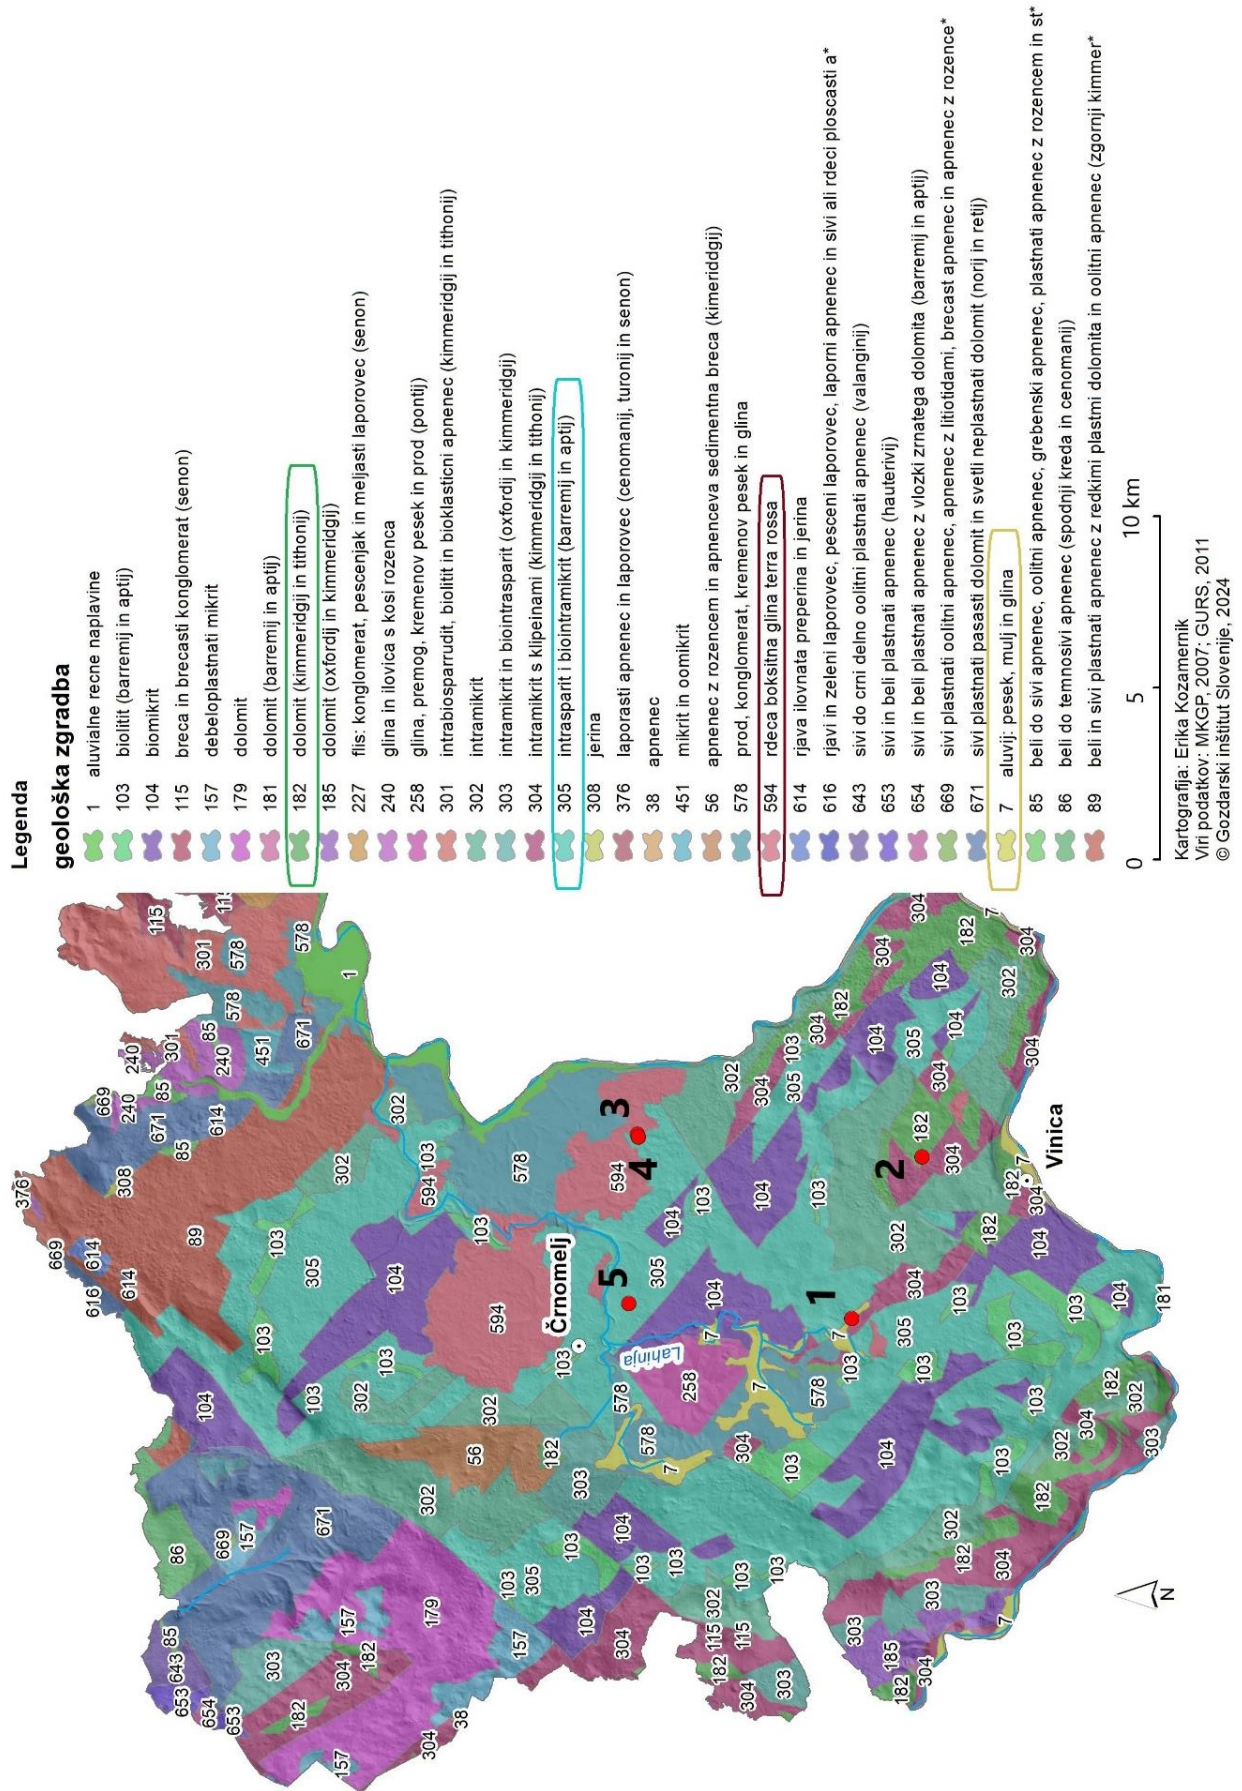 Legenda
geološka zgradba
1 aluvialne recne naplavine
103 biolitit (barremij in aptij)
104 biomikrit
115 breca in brecasti konglomerat (senon)
157 debeloplastnati mikrit
179 dolomit
181 dolomit (barremij in aptij)
182 dolomit (kimmeridgij in tithonij)
185 dolomit (oxfordij in kimmeridgij)
227 flis: konglomerat, pescenjak in meljasti laporovec (senon)
240 glina in ilovica s kosi rozenca
258 glina, premog, kremenov pesek in prod (pontij)
301 intrabiosparrudit, biolitit in bioklasticni apnenec (kimmeridgij in tithonij)
302 intramikrit
303 intramikrit in biointrasparit (oxfordij in kimmeridgij)
304 intramikrit s klipeinami (kimmeridgij in tithonij)
305 intrasparit i biointramikrit (barremij in aptij)
308 jerina
376 laporasti apnenec in laporovec (cenomanij, turonij in senon)
38 apnenec
451 mikrit in oomikrit
56 apnenec z rozencem in apnenceva sedimentna breca (kimeriddgij)
578 prod, konglomerat, kremenov pesek in glina
594 rdeca boksitna glina terra rossa
614 rjava ilovnata preperina in jerina
616 rjavi in zeleni laporovec, pesceni laporovec, laporni apnenec in sivi ali rdeci ploscasti a*
643 sivi do crni delno oolitni plastnati apnenec (valanginij)
653 sivi in beli plastnati apnenec (hauterivij)
654 sivi in beli plastnati apnenec z vlozki zrnatega dolomita (barremij in aptij)
669 sivi plastnati oolitni apnenec, apnenec z litiotidami, brecast apnenec in apnenec z rozence*
671 sivi plastnati pasasti dolomit in svetli neplastnati dolomit (norij in retij)
7 aluvij: pesek, mulj in glina
85 beli do sivi apnenec, oolitni apnenec, grebenski apnenec, plastnati apnenec z rozencem in st*
86 beli do temnosivi apnenec (spodnji kreda in cenomanij)
89 beli in sivi plastnati apnenec z redkimi plastmi dolomita in oolitni apnenec (zgornji kimmer*
0 5 10 km
Kartografija: Erika Kozamernik
Viri podatkov: MKGP, 2007; GURS, 2011
© Gozdarski inštitut Slovenije, 2024
Črnomelj
Lahinja
Vinica
1
2
3
4
5
N